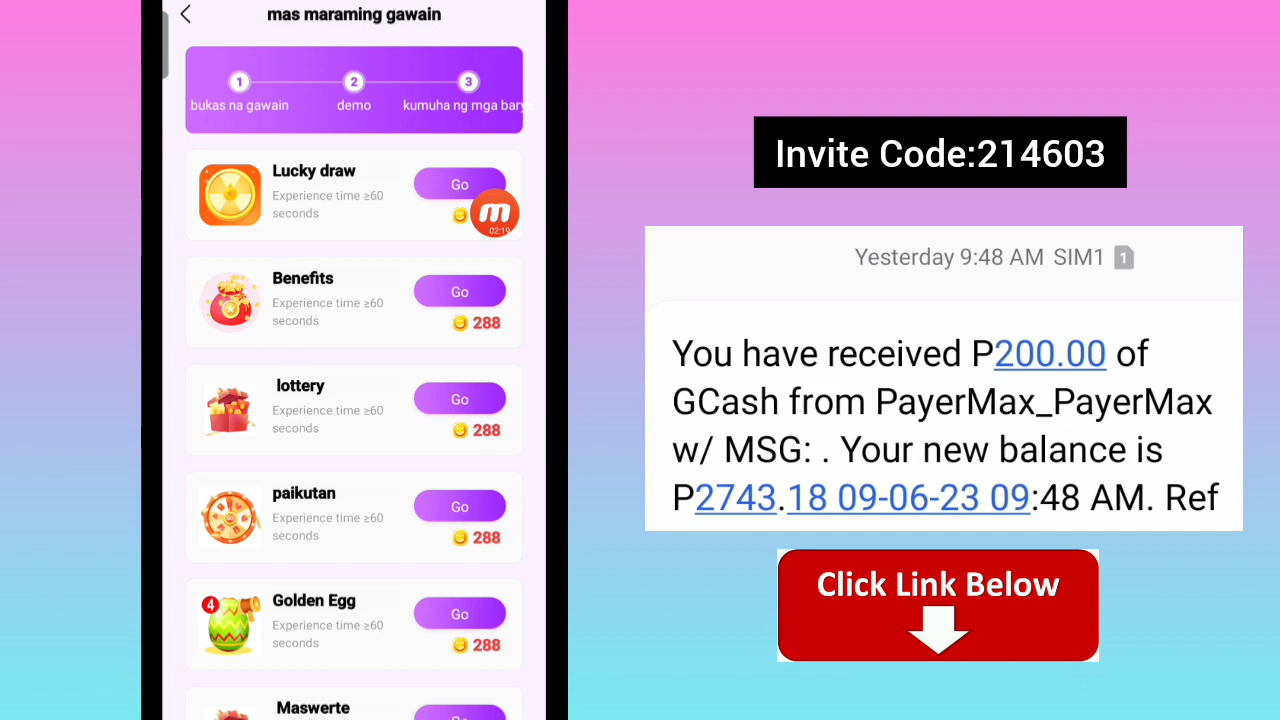 mas maraming gawain
1
2
3
bukas na gawain
demo
kumuha ng mga bary
Lucky draw
Experience time ≥60
seconds
Go
02:19
Benefits
Experience time ≥60
seconds
Go
288
lottery
Experience time ≥60
seconds
Go
288
paikutan
Experience time ≥60
seconds
Go
288
4
Golden Egg
Experience time ≥60
seconds
Go
288
Maswerte
Invite Code:214603
Yesterday 9:48 AM SIM1 1
You have received P200.00 of
GCash from PayerMax_PayerMax
w/ MSG: . Your new balance is
P2743.18 09-06-23 09:48 AM. Ref
Click Link Below